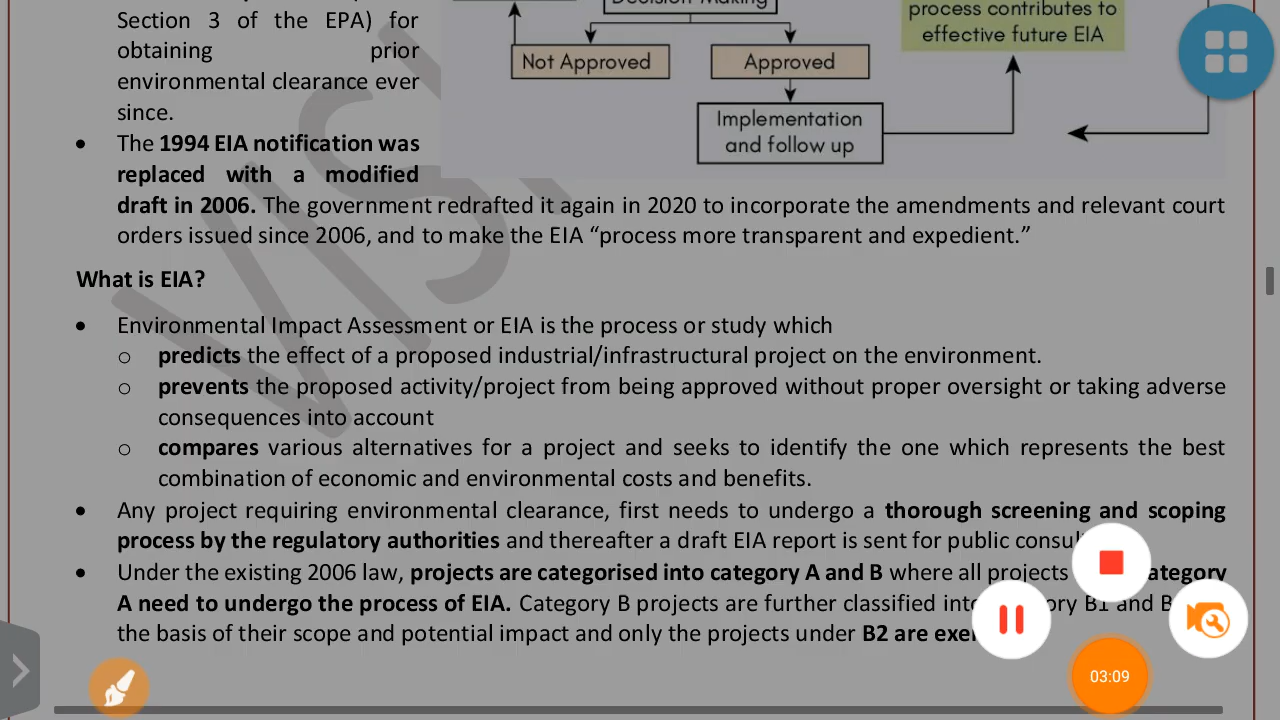 Section 3 of the EPA) for
obtaining prior
environmental clearance ever
since.
• The 1994 EIA notification was
replaced with a modified
draft in 2006. The government redrafted it again in 2020 to incorporate the amendments and relevant court
orders issued since 2006, and to make the EIA “process more transparent and expedient.”
Decision Making
Not Approved
Approved
Implementation
and follow up
process contributes to
effective future EIA
What is EIA?
• Environmental Impact Assessment or EIA is the process or study which
o predicts the effect of a proposed industrial/infrastructural project on the environment.
o prevents the proposed activity/project from being approved without proper oversight or taking adverse
consequences into account
o compares various alternatives for a project and seeks to identify the one which represents the best
combination of economic and environmental costs and benefits.
• Any project requiring environmental clearance, first needs to undergo a thorough screening and scoping
process by the regulatory authorities and thereafter a draft EIA report is sent for public
• Under the existing 2006 law, projects are categorised into category A and B where all projects
A need to undergo the process of EIA. Category B projects are further classified B1 and
the basis of their scope and potential impact and only the projects under B2 are
03:09